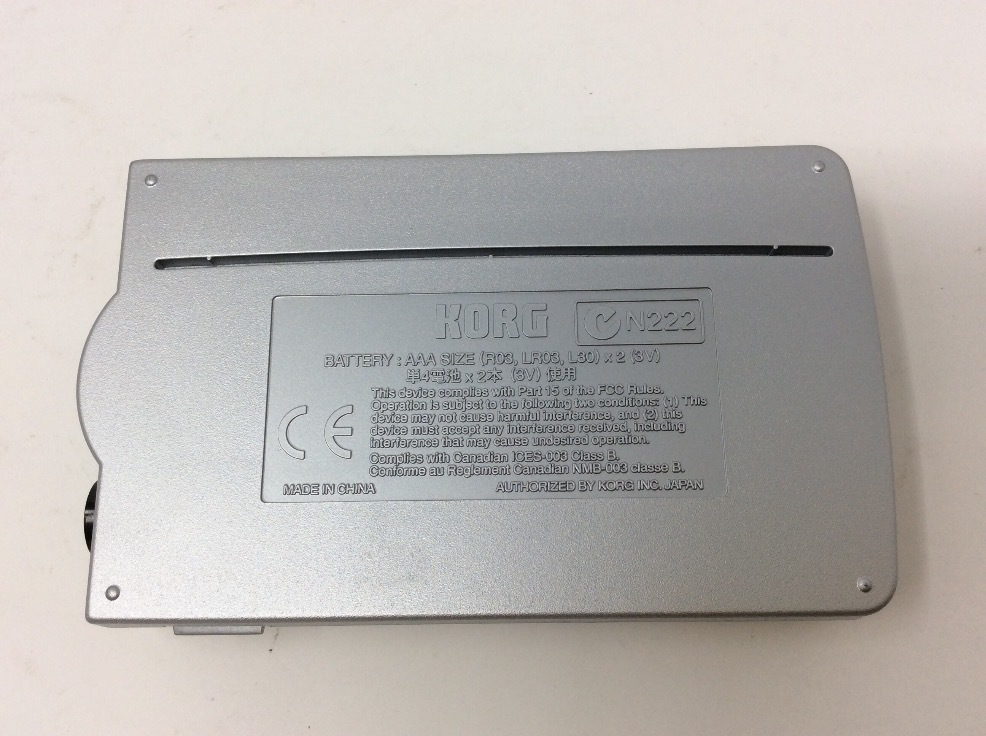 KORG N222
BATTERY : AAA SIZE (R03, LR03, L30) x 2 (3V)
単4電池 x 2本 (3V) 使用
This device complies with Part 15 of the FCC Rules.
Operation is subject to the following two conditions: (1) This
device may not cause harmful interference, and (2) this
device must accept any interference received, including
interference that may cause undesired operation.
Complies with Canadian ICES-003 Class B.
Conforme au Reglement Canadian NMB-003 classe B.
CE
MADE IN CHINA AUTHORIZED BY KORG INC. JAPAN